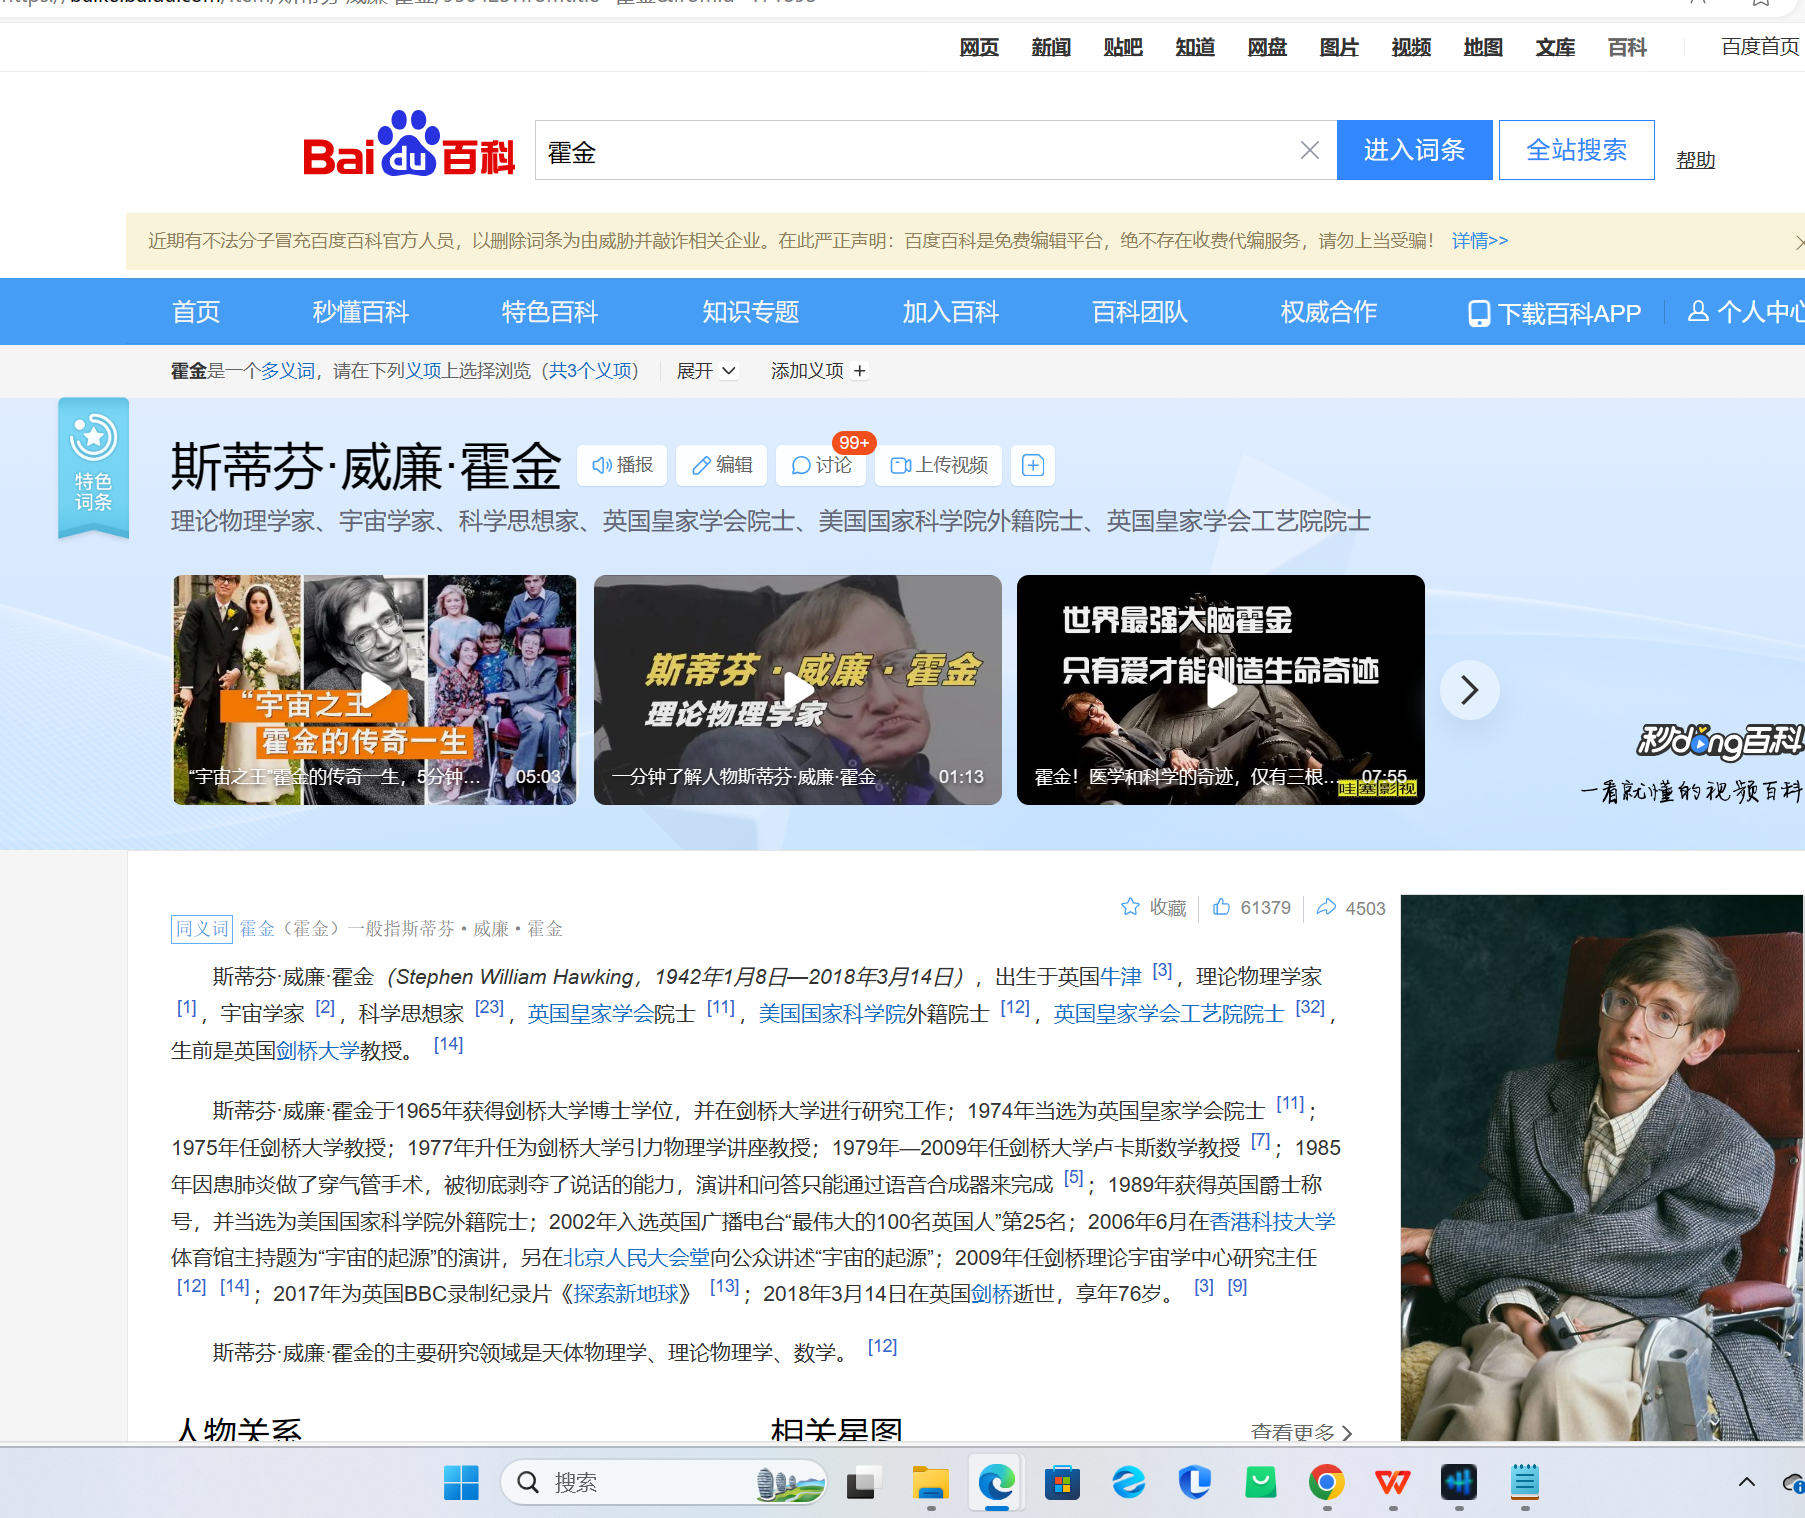 网页 新闻 贴吧 知道 网盘 图片 视频 地图 文库 百科 百度首页
Bai du 百科 霍金 进入词条 全站搜索 帮助
近期有不法分子冒充百度百科官方人员，以删除词条为由威胁并敲诈相关企业。在此严正声明：百度百科是免费编辑平台，绝不存在收费代编服务，请勿上当受骗！ 详情>>
首页 秒懂百科 特色百科 知识专题 加入百科 百科团队 权威合作 下载百科APP 个人中心
霍金是一个多义词，请在下列义项上选择浏览（共3个义项） 展开 添加义项 +
特色
词条
斯蒂芬·威廉·霍金 播报 编辑 讨论 99+ 上传视频
理论物理学家、宇宙学家、科学思想家、英国皇家学会院士、美国国家科学院外籍院士、英国皇家学会工艺院院士
“宇宙之王
霍金的传奇一生
“宇宙之王”霍金的传奇一生，5分钟... 05:03
斯蒂芬·威廉·霍金
理论物理学家
一分钟了解人物斯蒂芬·威廉·霍金 01:13
世界最强大脑霍金
只有爱才能创造生命奇迹
霍金！医学和科学的奇迹，仅有三根... 07:55
哇塞影视
秒dong百科
一看就懂的视频百科
收藏 61379 4503
同义词 霍金（霍金）一般指斯蒂芬·威廉·霍金
斯蒂芬·威廉·霍金（Stephen William Hawking，1942年1月8日—2018年3月14日），出生于英国牛津 [3]，理论物理学家
[1]，宇宙学家 [2]，科学思想家 [23]，英国皇家学会院士 [11]，美国国家科学院外籍院士 [12]，英国皇家学会工艺院院士 [32]，
生前是英国剑桥大学教授。 [14]
斯蒂芬·威廉·霍金于1965年获得剑桥大学博士学位，并在剑桥大学进行研究工作；1974年当选为英国皇家学会院士 [11]；
1975年任剑桥大学教授；1977年升任为剑桥大学引力物理学讲座教授；1979年—2009年任剑桥大学卢卡斯数学教授 [7]；1985
年因患肺炎做了穿气管手术，被彻底剥夺了说话的能力，演讲和问答只能通过语音合成器来完成 [5]；1989年获得英国爵士称
号，并当选为美国国家科学院外籍院士；2002年入选英国广播电台“最伟大的100名英国人”第25名；2006年6月在香港科技大学
体育馆主持题为“宇宙的起源”的演讲，另在北京人民大会堂向公众讲述“宇宙的起源”；2009年任剑桥理论宇宙学中心研究主任
[12] [14]；2017年为英国BBC录制纪录片《探索新地球》 [13]；2018年3月14日在英国剑桥逝世，享年76岁。 [3] [9]
斯蒂芬·威廉·霍金的主要研究领域是天体物理学、理论物理学、数学。 [12]
人物关系 相关星图 查看更多
搜索